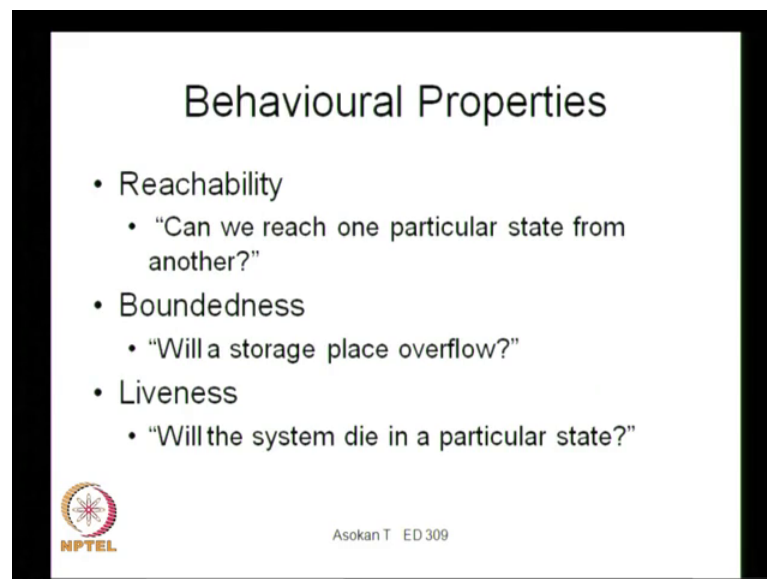 Behavioural Properties
• Reachability
• “Can we reach one particular state from
another?”
• Boundedness
• “Will a storage place overflow?”
• Liveness
• “Will the system die in a particular state?”
NPTEL
Asokan T ED 309